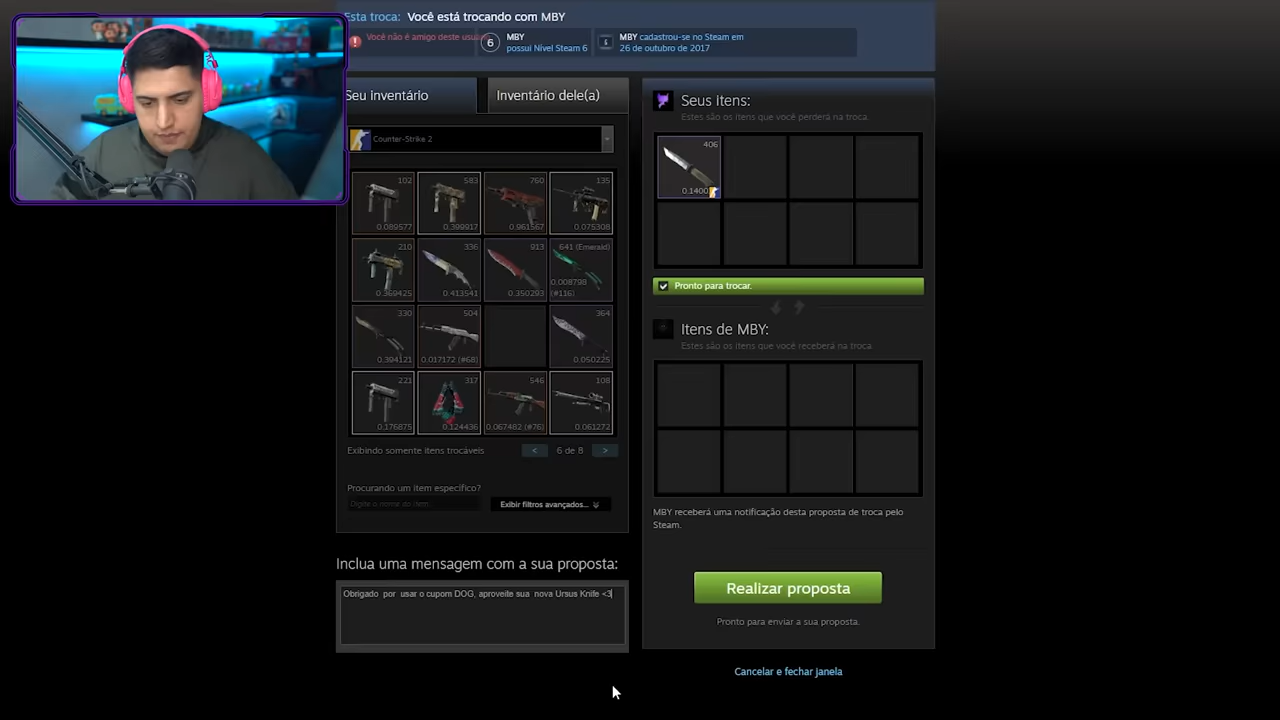 Esta troca: Você está trocando com MBY
Você não é amigo deste usu
6
MBY
possui Nível Steam 6
6
MBY cadastrou-se no Steam em
26 de outubro de 2017
Seu inventário
Inventário dele(a)
Counter-Strike 2
102
0.089577
583
0.399917
760
0.961567
135
0.075308
210
0.369425
336
0.413541
913
0.350293
641 (Emerald)
0.008798
(#116)
330
0.394121
504
0.017172 (#68)
364
0.050225
221
0.176875
317
0.124436
546
0.067482 (#76)
108
0.061272
Exibindo somente itens trocáveis
<
6 de 8
>
Procurando um item específico?
Digite o nome do item
Exibir filtros avançados...
Inclua uma mensagem com a sua proposta:
Obrigado por usar o cupom DOG, aproveite sua nova Ursus Knife <3
Seus Itens:
Estes são os itens que você perderá na troca.
406
0.1400
Pronto para trocar.
Itens de MBY:
Estes são os itens que você receberá na troca.
MBY receberá uma notificação desta proposta de troca pelo
Steam.
Realizar proposta
Pronto para enviar a sua proposta.
Cancelar e fechar janela